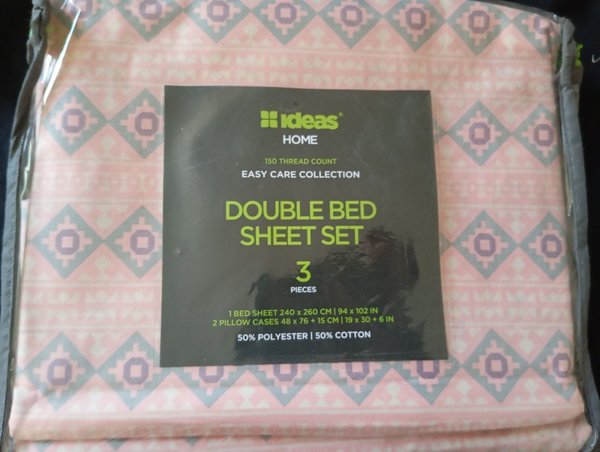 ideas®
HOME
150 THREAD COUNT
EASY CARE COLLECTION
DOUBLE BED
SHEET SET
3
PIECES
1 BED SHEET 240 x 260 CM | 94 x 102 IN
2 PILLOW CASES 48 x 76 + 15 CM | 19 x 30 + 6 IN
50% POLYESTER | 50% COTTON